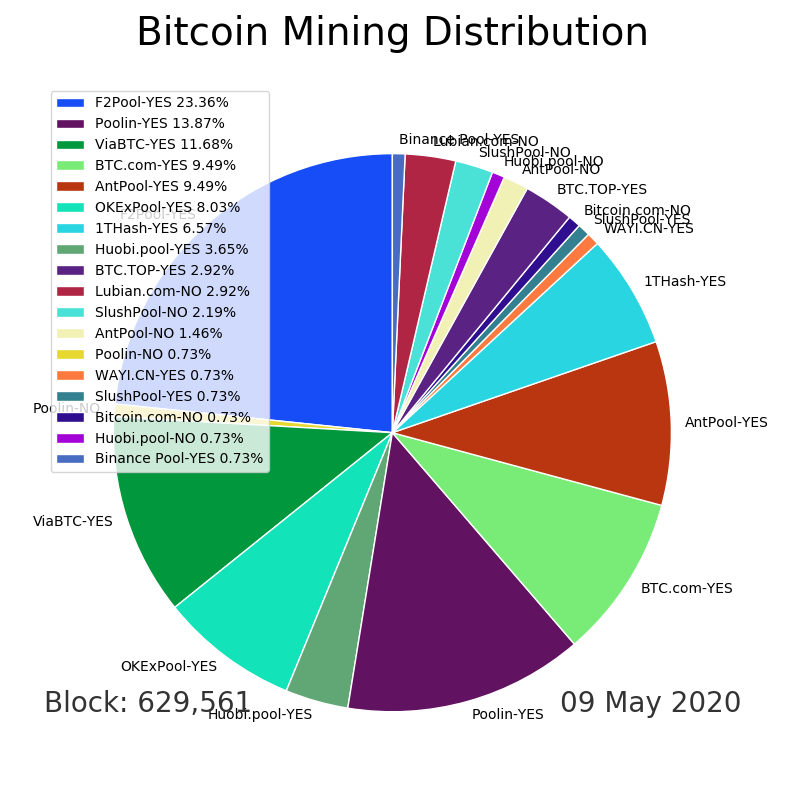 Bitcoin Mining Distribution
F2Pool-YES 23.36%
Poolin-YES 13.87%
ViaBTC-YES 11.68%
BTC.com-YES 9.49%
AntPool-YES 9.49%
OKExPool-YES 8.03%
1THash-YES 6.57%
Huobi.pool-YES 3.65%
BTC.TOP-YES 2.92%
Lubian.com-NO 2.92%
SlushPool-NO 2.19%
AntPool-NO 1.46%
Poolin-NO 0.73%
WAYI.CN-YES 0.73%
SlushPool-YES 0.73%
Bitcoin.com-NO 0.73%
Huobi.pool-NO 0.73%
Binance Pool-YES 0.73%
Binance Pool-YES
Lubian.com-NO
SlushPool-NO
Huobi.pool-NO
AntPool-NO
BTC.TOP-YES
Bitcoin.com-NO
SlushPool-YES
WAYI.CN-YES
1THash-YES
AntPool-YES
BTC.com-YES
Poolin-YES
Huobi.pool-YES
OKExPool-YES
ViaBTC-YES
Poolin-NO
F2Pool-YES
Block: 629,561
09 May 2020